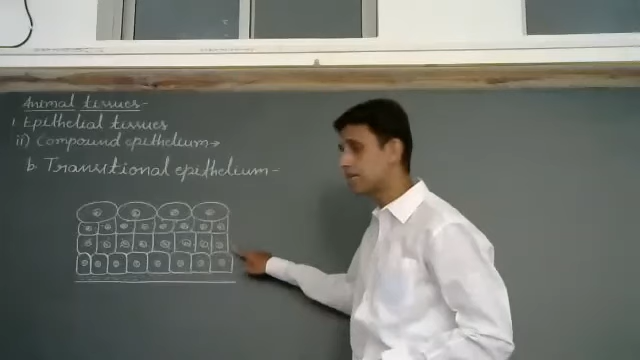 Animal tissues-
1. Epithelial tissues
ii) Compound epithelium→
b. Transitional epithelium-